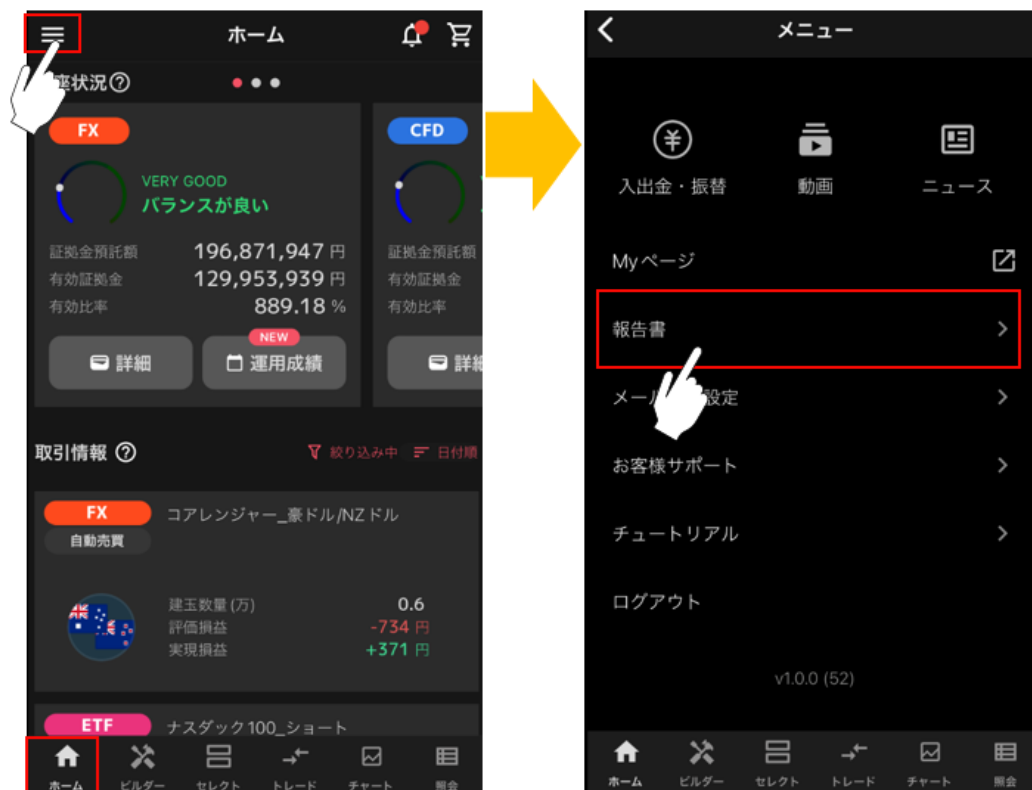 ホーム
座状況?
FX
VERY GOOD
バランスが良い
証拠金預託額 196,871,947 円
有効証拠金 129,953,939 円
有効比率 889.18 %
NEW
詳細
運用成績
CFD
証拠金預託額
有効証拠金
有効比率
詳細
取引情報 ?
絞り込み中
日付順
FX
コアレンジャー_豪ドル/NZドル
自動売買
建玉数量(万) 0.6
評価損益 -734 円
実現損益 +371 円
ETF
ナスダック100_ショート
ホーム ビルダー セレクト トレード チャート 照会
メニュー
入出金・振替
動画
ニュース
Myページ
報告書
メール 設定
お客様サポート
チュートリアル
ログアウト
v1.0.0 (52)
ホーム ビルダー セレクト トレード チャート 照会